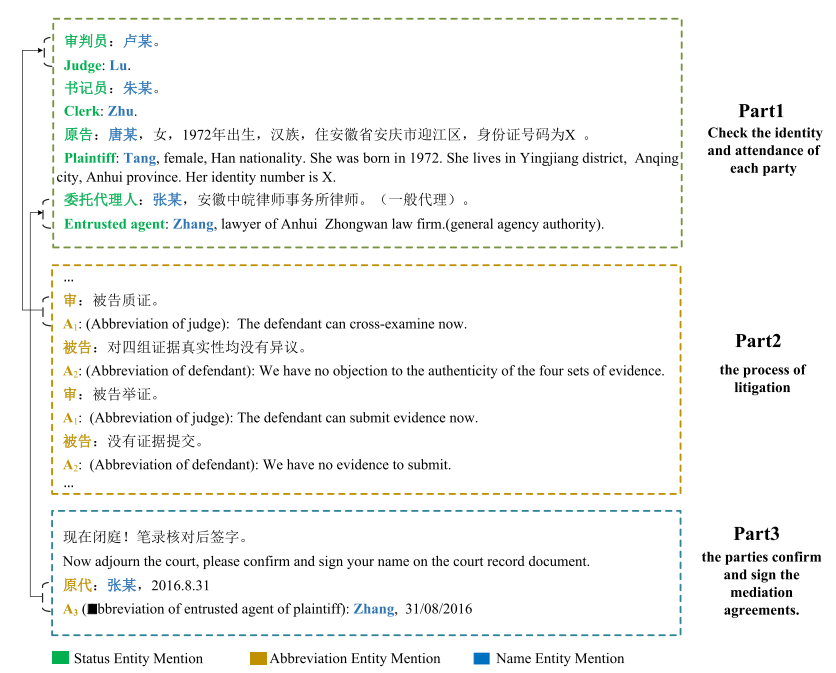 审判员：卢某。
Judge: Lu.
书记员：朱某。
Clerk: Zhu.
原告：唐某，女，1972年出生，汉族，住安徽省安庆市迎江区，身份证号码为X 。
Plaintiff: Tang, female, Han nationality. She was born in 1972. She lives in Yingjiang district, Anqing
city, Anhui province. Her identity number is X.
委托代理人：张某，安徽中皖律师事务所律师。（一般代理）。
Entrusted agent: Zhang, lawyer of Anhui Zhongwan law firm.(general agency authority).
Part1
Check the identity
and attendance of
each party
...
审：被告质证。
A1: (Abbreviation of judge): The defendant can cross-examine now.
被告：对四组证据真实性均没有异议。
A2: (Abbreviation of defendant): We have no objection to the authenticity of the four sets of evidence.
审：被告举证。
A1: (Abbreviation of judge): The defendant can submit evidence now.
被告：没有证据提交。
A2: (Abbreviation of defendant): We have no evidence to submit.
...
Part2
the process of
litigation
现在闭庭！笔录核对后签字。
Now adjourn the court, please confirm and sign your name on the court record document.
原代：张某，2016.8.31
A3 (bbreviation of entrusted agent of plaintiff): Zhang, 31/08/2016
Part3
the parties confirm
and sign the
mediation
agreements.
Status Entity Mention
Abbreviation Entity Mention
Name Entity Mention